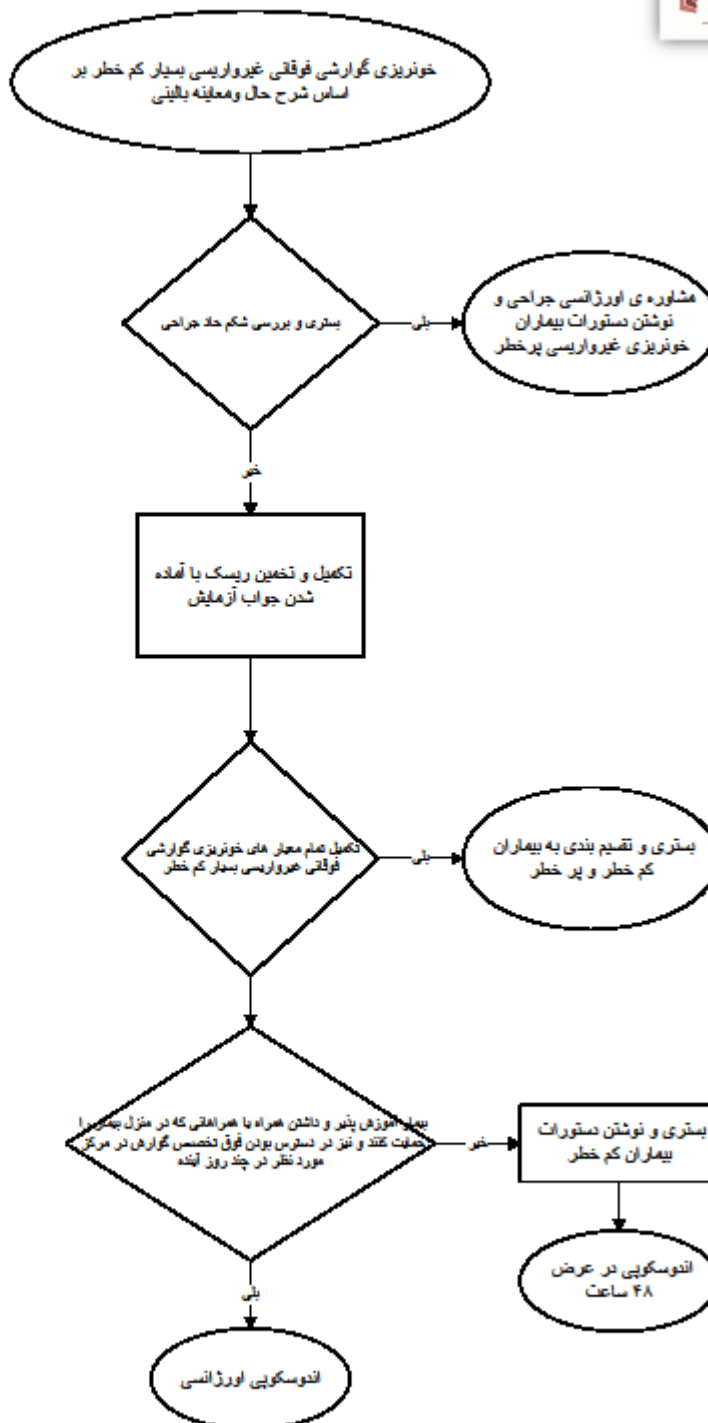 خونریزی گوارشی فوقانی غیرواریسی بسیار کم خطر بر
اساس شرح حال ومعاینه بالینی
بستری و بررسی شکم حاد جراحی
بلی
مشاوره ی اورژانسی جراحی و
نوشتن دستورات بیماران
خونریزی غیرواریسی پرخطر
خیر
تکمیل و تخمین ریسک با آماده
شدن جواب آزمایش
تکمیل تمام معیار های خونریزی گوارشی
فوقانی غیرواریسی بسیار کم خطر
بلی
بستری و تقسیم بندی به بیماران
کم خطر و پر خطر
بیمار آموزش پذیر و داشتن همراه یا همراهانی که در منزل بیمار را
حمایت کنند و نیز در دسترس بودن فوق تخصصی گوارش در مرکز
مورد نظر در چند روز آینده
خیر
بستری و نوشتن دستورات
بیماران کم خطر
اندوسکوپی در عرض
۴۸ ساعت
بلی
اندوسکوپی اورژانسی